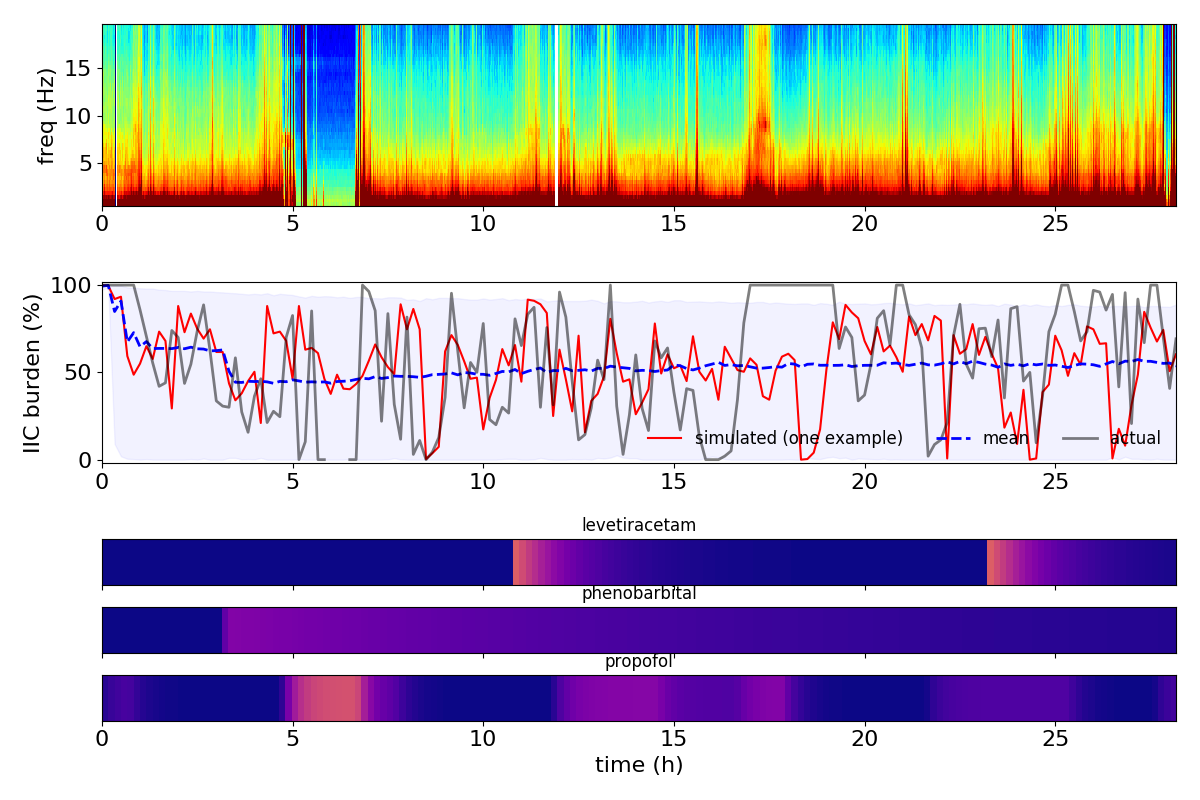 15
10
5
freq (Hz)
0 5 10 15 20 25
100
50
0
IIC burden (%)
simulated (one example) mean actual
0 5 10 15 20 25
levetiracetam
phenobarbital
propofol
0 5 10 15 20 25
time (h)